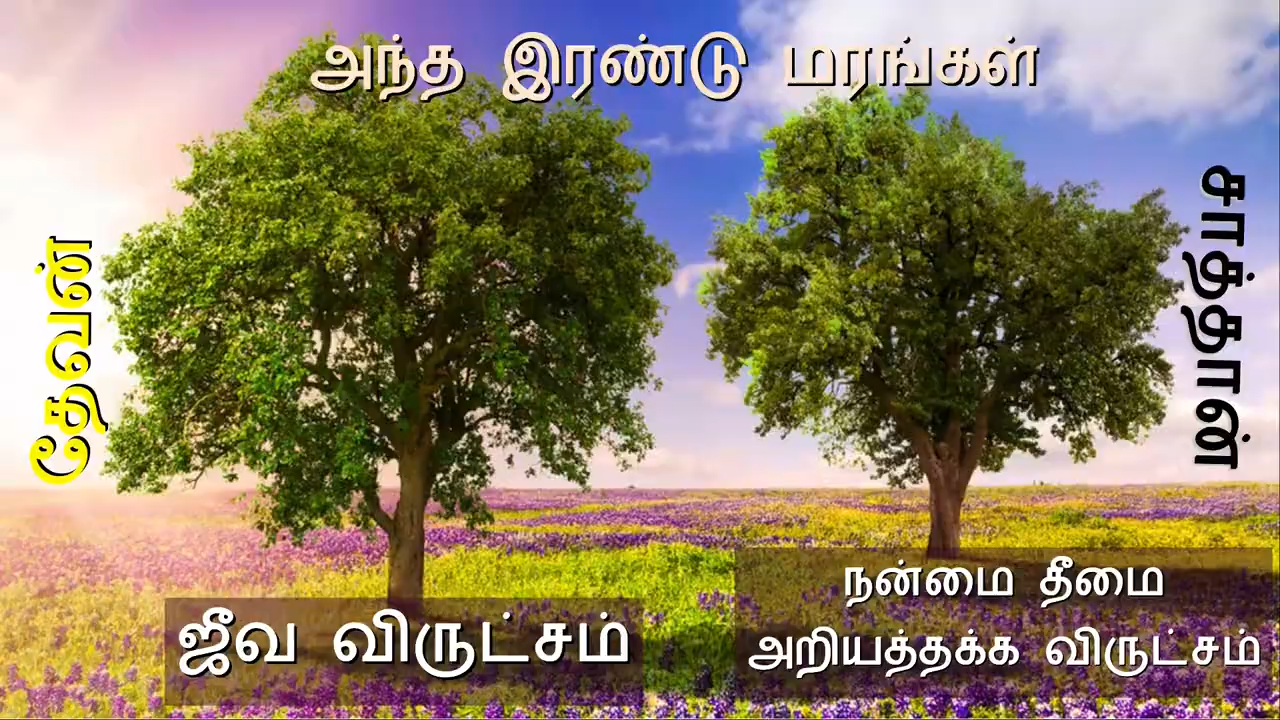 அந்த இரண்டு மரங்கள்
தேவன்
சாத்தான்
ஜீவ விருட்சம்
நன்மை தீமை
அறியத்தக்க விருட்சம்